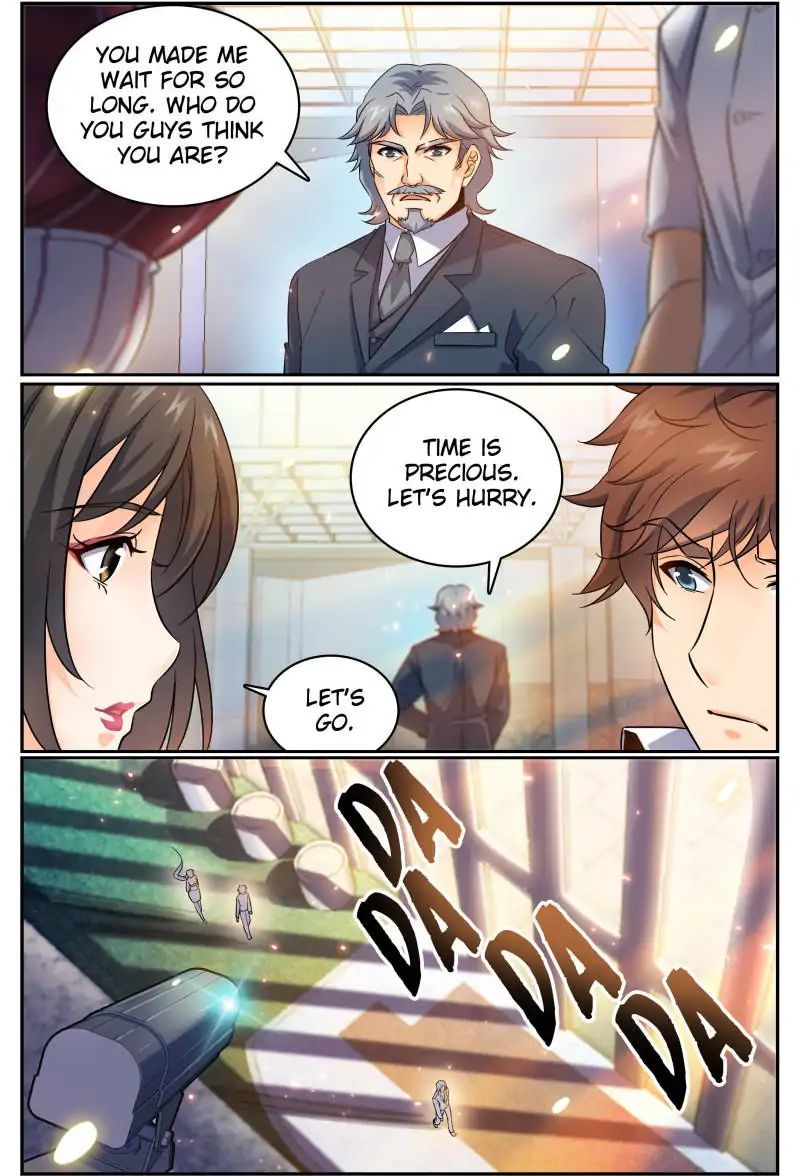 YOU MADE ME
WAIT FOR SO
LONG. WHO DO
YOU GUYS THINK
YOU ARE?
TIME IS
PRECIOUS.
LET'S HURRY.
LET'S
GO.
DA
DA
DA
DA